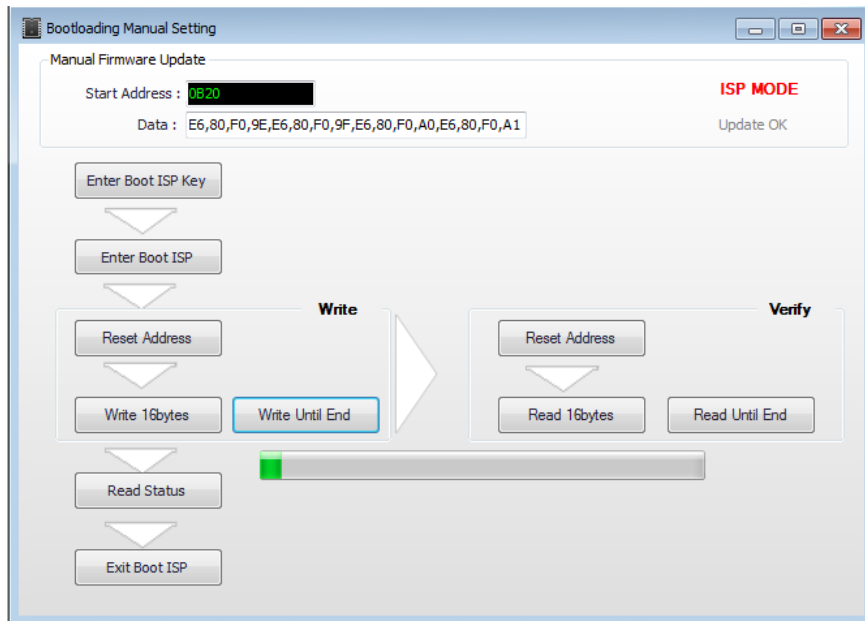 Bootloading Manual Setting
Manual Firmware Update
Start Address : 0B20
ISP MODE
Data : E6,80,F0,9E,E6,80,F0,9F,E6,80,F0,A0,E6,80,F0,A1
Update OK
Enter Boot ISP Key
Enter Boot ISP
Write
Verify
Reset Address
Reset Address
Write 16bytes
Write Until End
Read 16bytes
Read Until End
Read Status
Exit Boot ISP